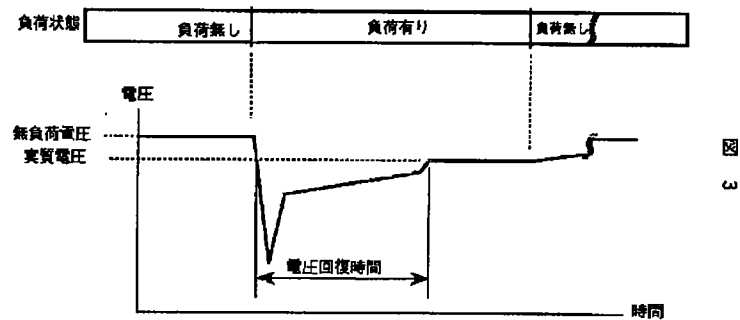 負荷状態 負荷無し 負荷有り 負荷無し
電圧
無負荷電圧
実質電圧
電圧回復時間
時間
図 3